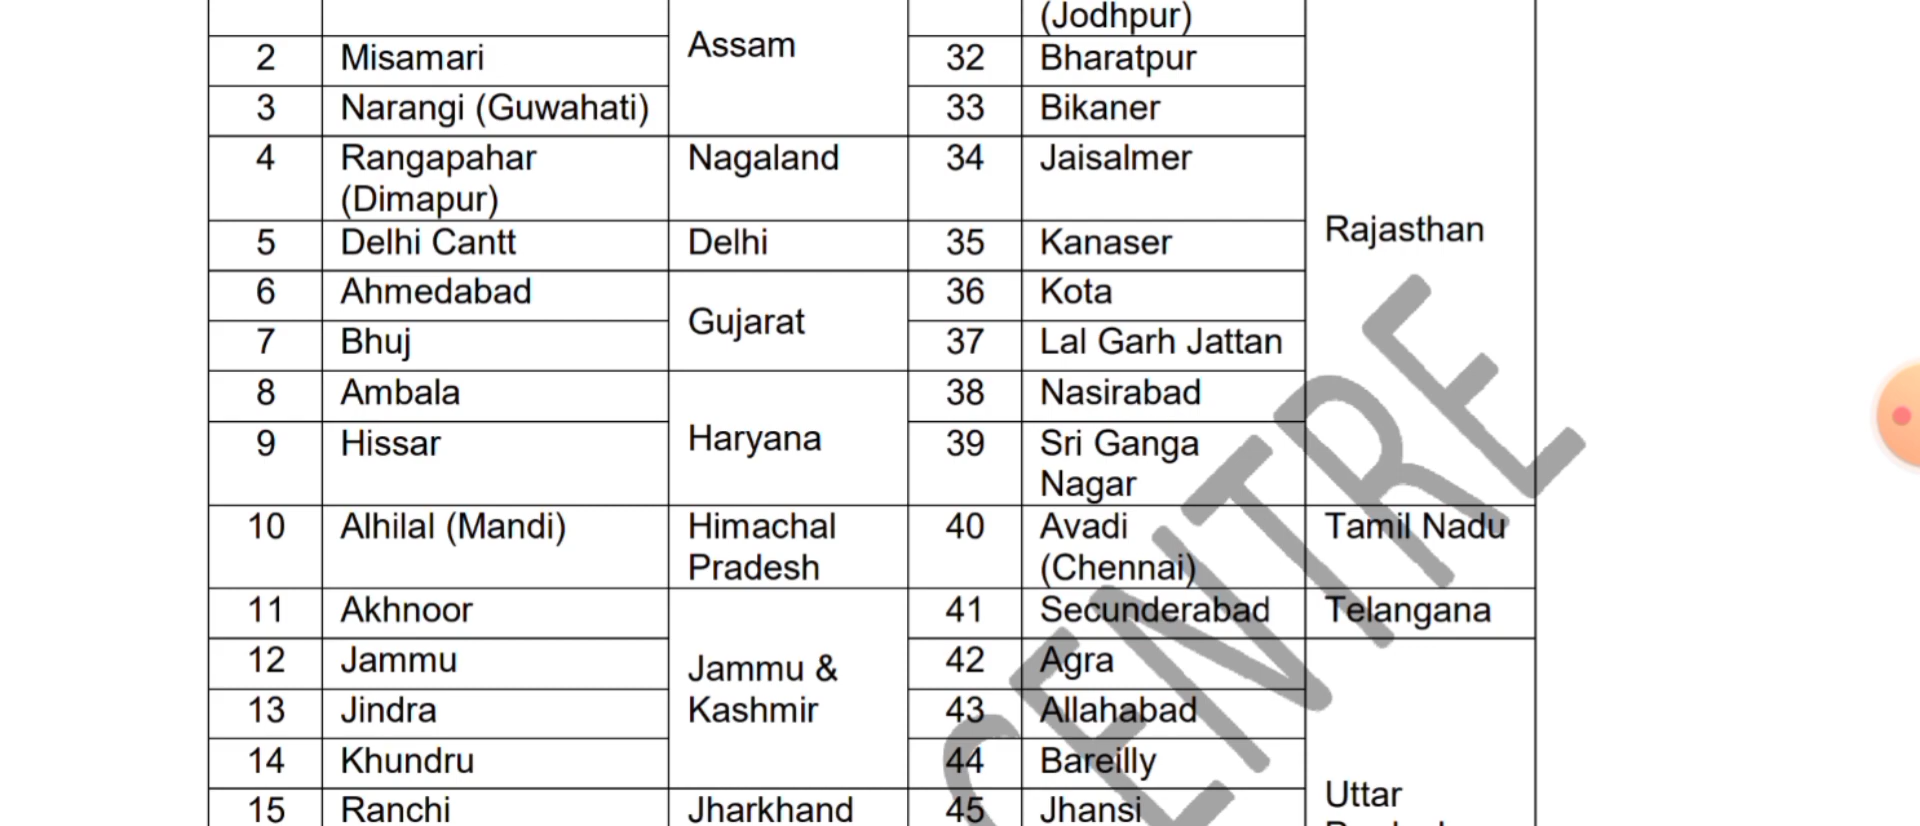 (Jodhpur)
Assam
2 Misamari 32 Bharatpur
3 Narangi (Guwahati) 33 Bikaner
4 Rangapahar Nagaland 34 Jaisalmer
(Dimapur)
Rajasthan
5 Delhi Cantt Delhi 35 Kanaser
6 Ahmedabad 36 Kota
Gujarat
7 Bhuj 37 Lal Garh Jattan
8 Ambala 38 Nasirabad
Haryana
9 Hissar 39 Sri Ganga
Nagar
10 Alhilal (Mandi) Himachal 40 Avadi Tamil Nadu
Pradesh (Chennai)
11 Akhnoor 41 Secunderabad Telangana
12 Jammu Jammu & 42 Agra
13 Jindra Kashmir 43 Allahabad
14 Khundru 44 Bareilly
Uttar
15 Ranchi Jharkhand 45 Jhansi
CENTRE